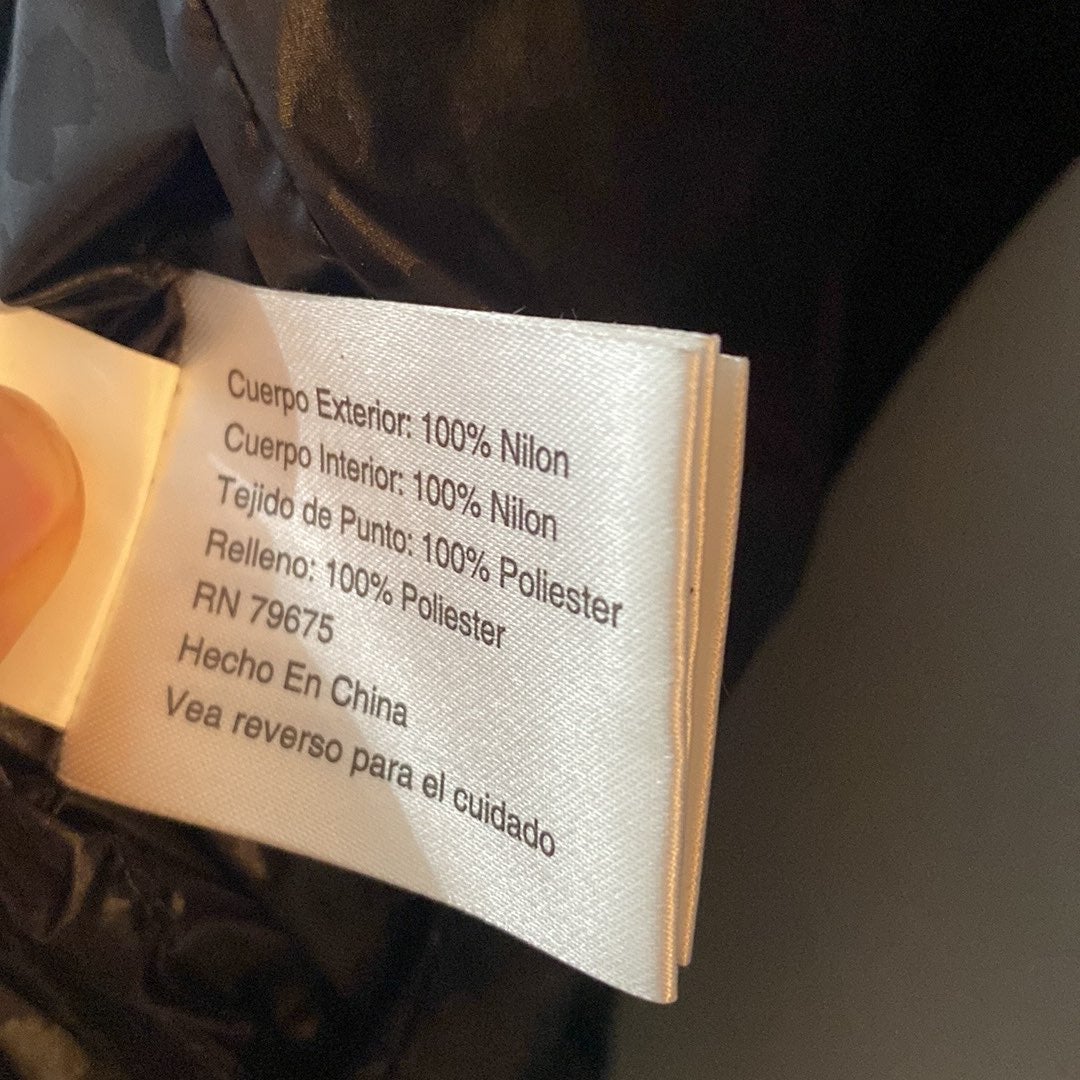 Cuerpo Exterior: 100% Nilon
Cuerpo Interior: 100% Nilon
Tejido de Punto: 100% Poliester
Relleno: 100% Poliester
RN 79675
Hecho En China
Vea reverso para el cuidado